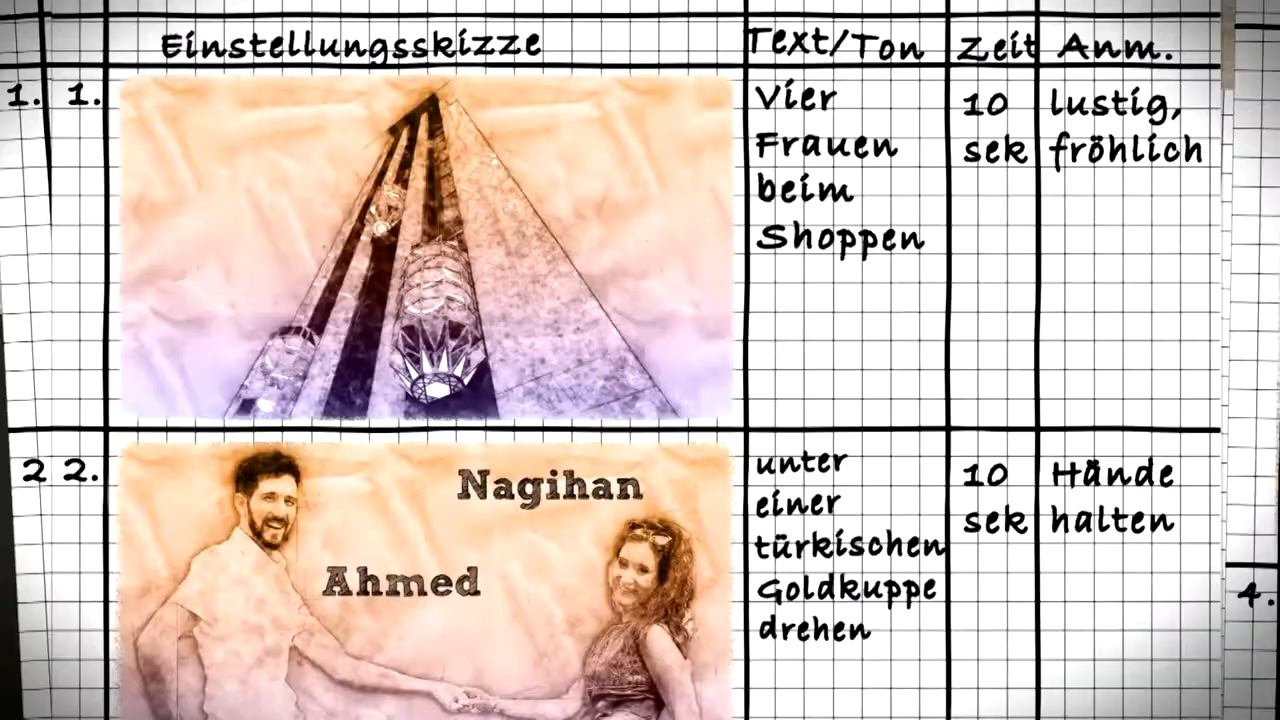 Einstellungsskizze Text/Ton Zeit Anm.
1. 1.
Vier
Frauen
beim
Shoppen
10
sek
lustig,
fröhlich
2 2.
Nagihan
Ahmed
unter
einer
türkischen
Goldkuppe
drehen
10
sek
Hände
halten
4.